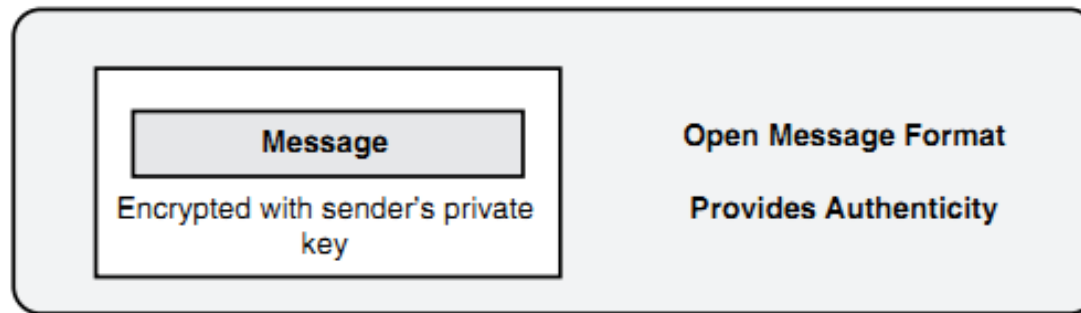 Message
Encrypted with sender's private
key
Open Message Format
Provides Authenticity